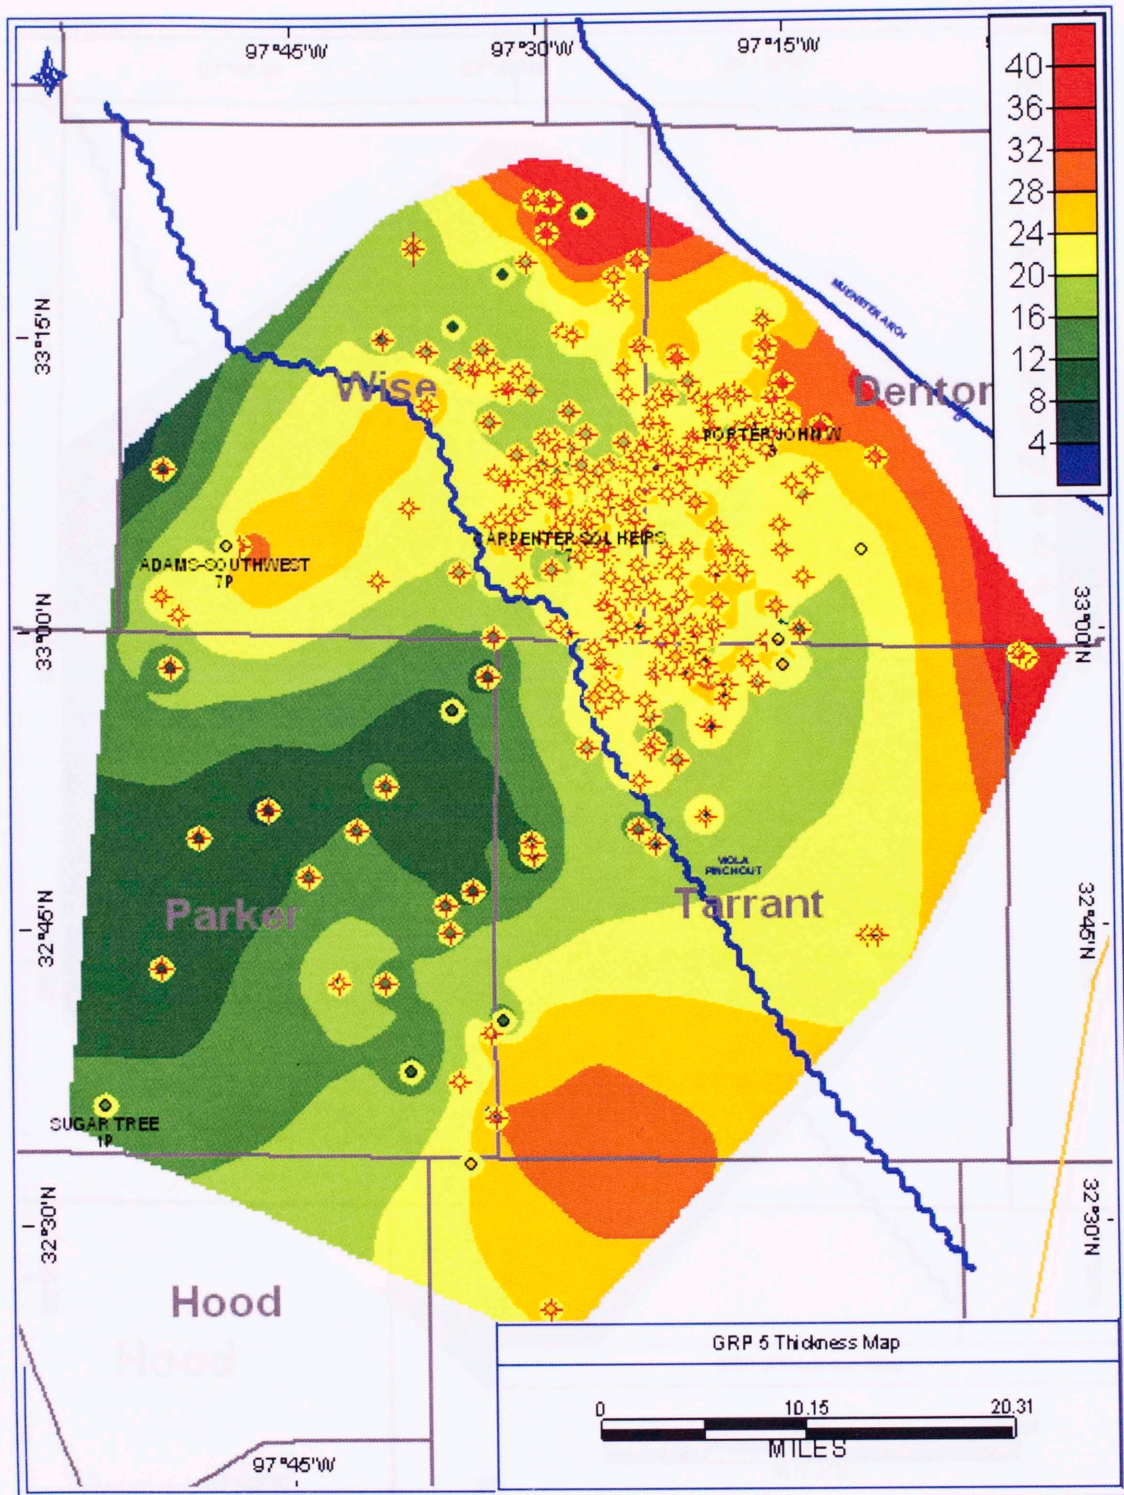 97°45'W
97°30'W
97°15'W
40
36
32
28
24
20
16
12
8
4
33°15'N
MUENSTER ARCH
Wise
Denton
PORTER JOHN W
CARPENTER SOL HEIRS
7
ADAMS-SOUTHWEST
7P
33°00'N
33°00'N
VIOLA
PINCHOUT
Parker
Tarrant
32°45'N
32°45'N
SUGAR TREE
1P
32°30'N
32°30'N
Hood
GRP 5 Thickness Map
0
10.15
20.31
MILES
97°45'W